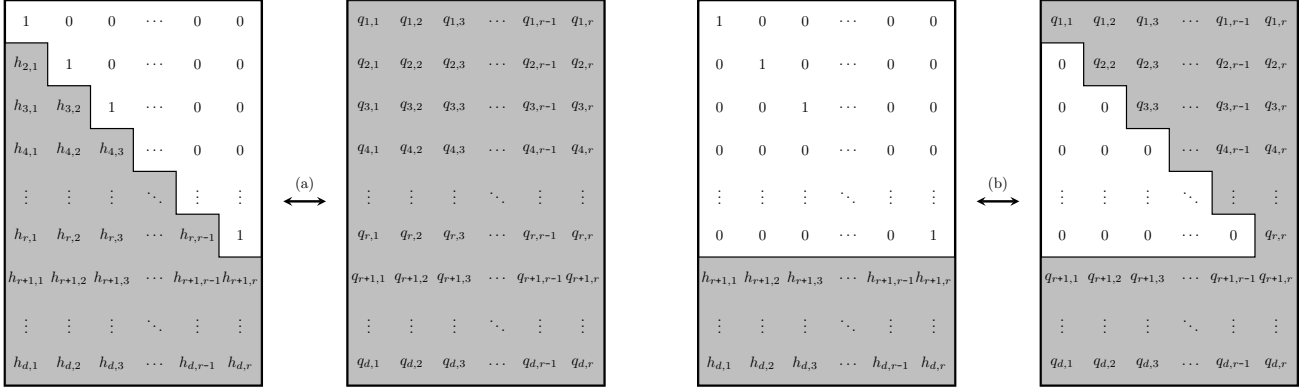 1 0 0 ⋯ 0 0 q_{1,1} q_{1,2} q_{1,3} ⋯ q_{1,r-1} q_{1,r} 1 0 0 ⋯ 0 0 q_{1,1} q_{1,2} q_{1,3} ⋯ q_{1,r-1} q_{1,r}
h_{2,1} 1 0 ⋯ 0 0 q_{2,1} q_{2,2} q_{2,3} ⋯ q_{2,r-1} q_{2,r} 0 1 0 ⋯ 0 0 0 q_{2,2} q_{2,3} ⋯ q_{2,r-1} q_{2,r}
h_{3,1} h_{3,2} 1 ⋯ 0 0 q_{3,1} q_{3,2} q_{3,3} ⋯ q_{3,r-1} q_{3,r} 0 0 1 ⋯ 0 0 0 0 q_{3,3} ⋯ q_{3,r-1} q_{3,r}
h_{4,1} h_{4,2} h_{4,3} ⋯ 0 0 q_{4,1} q_{4,2} q_{4,3} ⋯ q_{4,r-1} q_{4,r} 0 0 0 ⋯ 0 0 0 0 0 ⋯ q_{4,r-1} q_{4,r}
⋮ ⋮ ⋮ ⋱ ⋮ ⋮ (a) ⋮ ⋮ ⋮ ⋱ ⋮ ⋮ ⋮ ⋮ ⋮ ⋱ ⋮ ⋮ (b) ⋮ ⋮ ⋮ ⋱ ⋮ ⋮
h_{r,1} h_{r,2} h_{r,3} ⋯ h_{r,r-1} 1 q_{r,1} q_{r,2} q_{r,3} ⋯ q_{r,r-1} q_{r,r} 0 0 0 ⋯ 0 1 0 0 0 ⋯ 0 q_{r,r}
h_{r+1,1} h_{r+1,2} h_{r+1,3} ⋯ h_{r+1,r-1} h_{r+1,r} q_{r+1,1} q_{r+1,2} q_{r+1,3} ⋯ q_{r+1,r-1} q_{r+1,r} h_{r+1,1} h_{r+1,2} h_{r+1,3} ⋯ h_{r+1,r-1} h_{r+1,r} q_{r+1,1} q_{r+1,2} q_{r+1,3} ⋯ q_{r+1,r-1} q_{r+1,r}
⋮ ⋮ ⋮ ⋱ ⋮ ⋮ ⋮ ⋮ ⋮ ⋱ ⋮ ⋮ ⋮ ⋮ ⋮ ⋱ ⋮ ⋮ ⋮ ⋮ ⋮ ⋱ ⋮ ⋮
h_{d,1} h_{d,2} h_{d,3} ⋯ h_{d,r-1} h_{d,r} q_{d,1} q_{d,2} q_{d,3} ⋯ q_{d,r-1} q_{d,r} h_{d,1} h_{d,2} h_{d,3} ⋯ h_{d,r-1} h_{d,r} q_{d,1} q_{d,2} q_{d,3} ⋯ q_{d,r-1} q_{d,r}